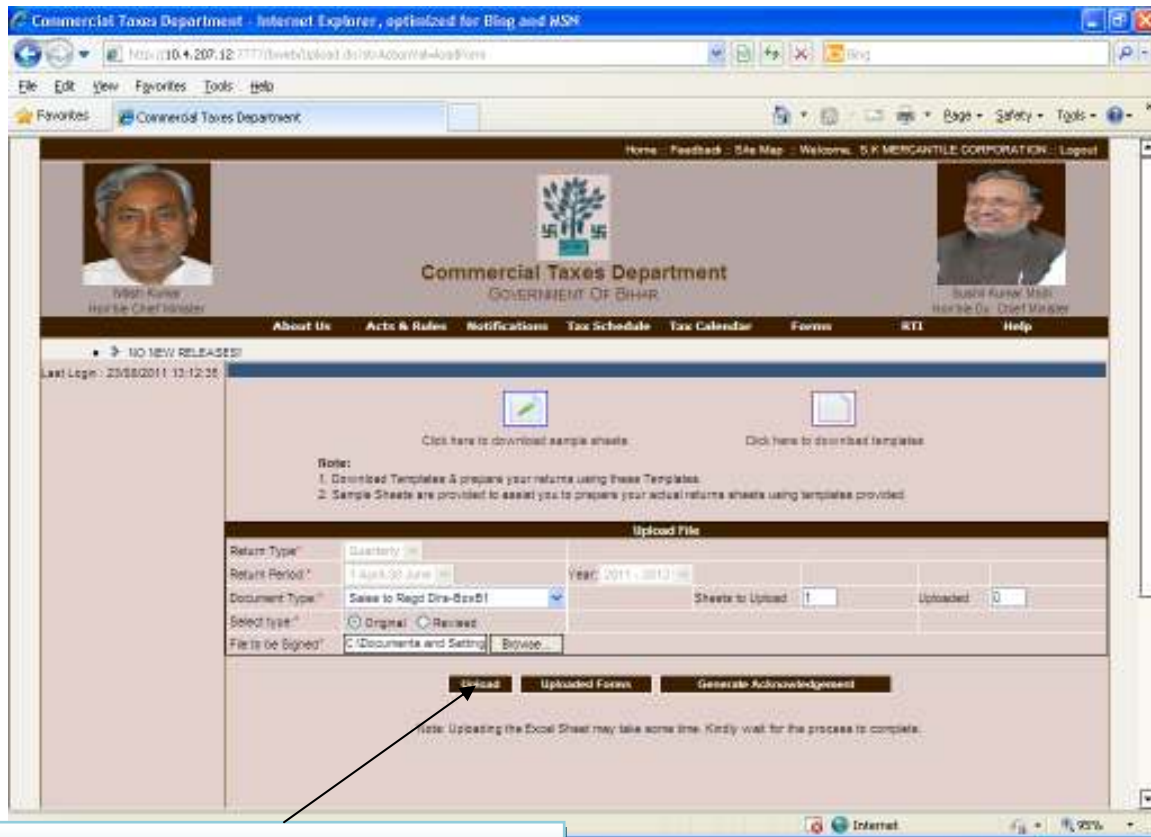 Commercial Taxes Department - Internet Explorer, optimized for Bing and MSN
Bing
File Edit View Favorites Tools Help
Favorites Commercial Taxes Department Page Safety Tools
Home :: Feedback :: Site Map :: Welcome, S.K MERCANTILE CORPORATION :: Logout
Commercial Taxes Department
GOVERNMENT OF BIHAR
Nitish Kumar
Hon'ble Chief Minister
Sushil Kumar Modi
Hon'ble Dy. Chief Minister
About Us Acts & Rules Notifications Tax Schedule Tax Calendar Forms RTI Help
NO NEW RELEASES!
Last Login : 13:12:35
Click here to download sample sheets Click here to download templates
Note:
1. Download Templates & prepare your returns using these Templates.
2. Sample Sheets are provided to assist you to prepare your actual returns sheets using templates provided.
Upload File
Return Type* Quarterly
Return Period * 1 April-30 June Year: 2011 - 2012
Document Type * Sales to Regd Dlrs-BoxB1 Sheets to Upload 1 Uploaded 0
Select type * Original Revised
File to be Signed* C:\Documents and Setting Browse...
Upload Uploaded Forms Generate Acknowledgement
Note: Uploading the Excel Sheet may take some time. Kindly wait for the process to complete.
Internet 95%